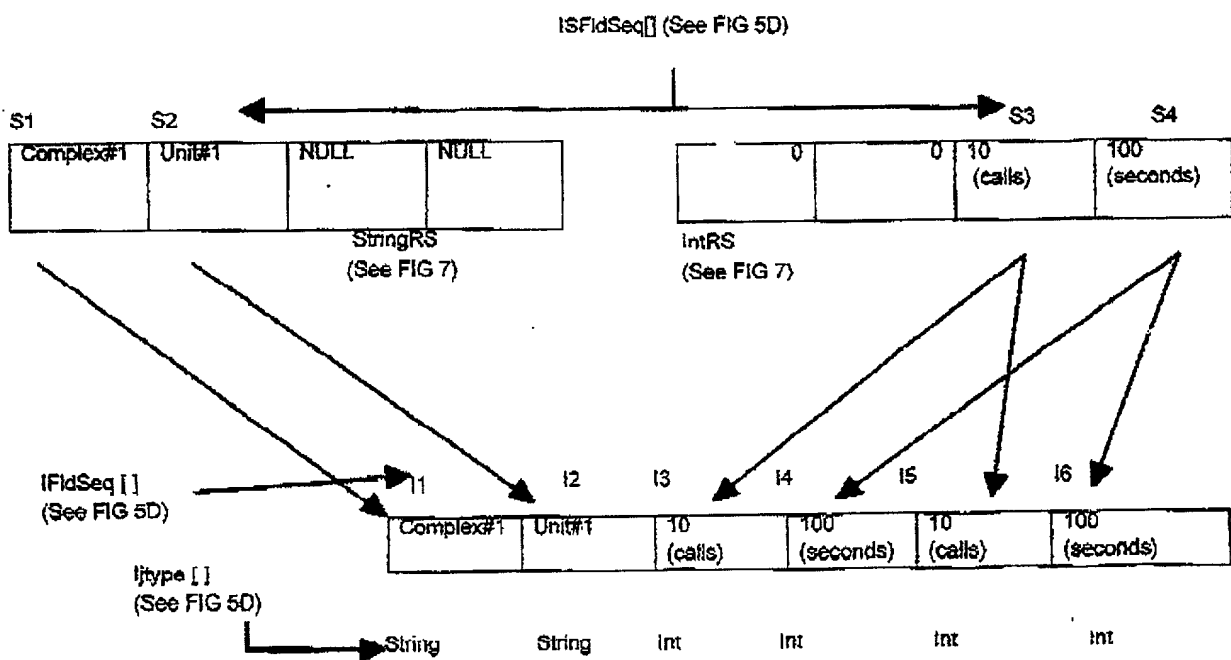 ISFldSeq[] (See FIG 5D)
S1 S2 S3 S4
Complex#1 Unit#1 NULL NULL 0 0 10 100
(calls) (seconds)
StringRS IntRS
(See FIG 7) (See FIG 7)
IFldSeq [ ]
(See FIG 5D)
I1 I2 I3 I4 I5 I6
Complex#1 Unit#1 10 100 10 100
(calls) (seconds) (calls) (seconds)
Ijtype [ ]
(See FIG 5D)
String String Int Int Int Int